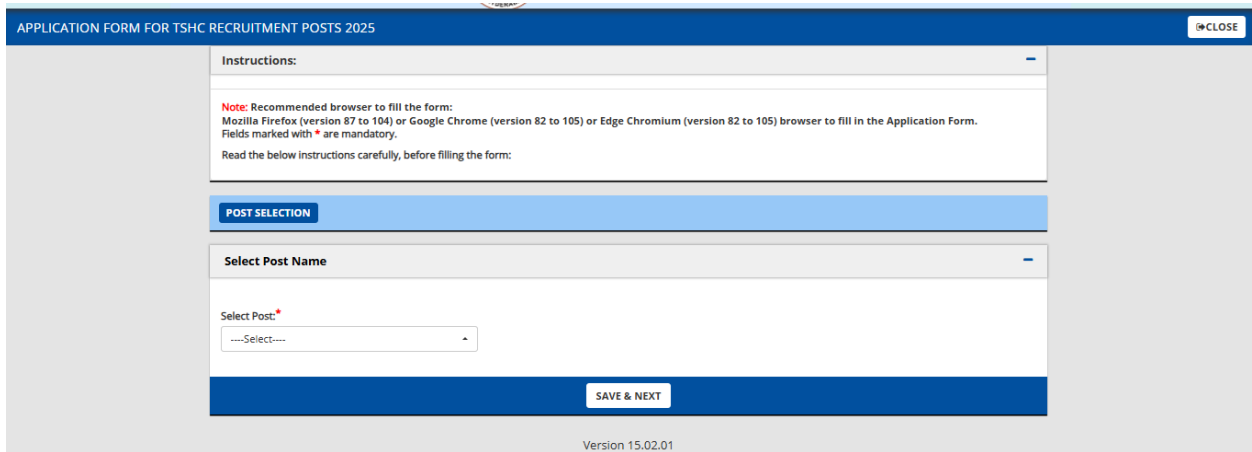 APPLICATION FORM FOR TSHC RECRUITMENT POSTS 2025
CLOSE
Instructions:
Note: Recommended browser to fill the form:
Mozilla Firefox (version 87 to 104) or Google Chrome (version 82 to 105) or Edge Chromium (version 82 to 105) browser to fill in the Application Form.
Fields marked with * are mandatory.
Read the below instructions carefully, before filling the form:
POST SELECTION
Select Post Name
Select Post:*
----Select----
SAVE & NEXT
Version 15.02.01